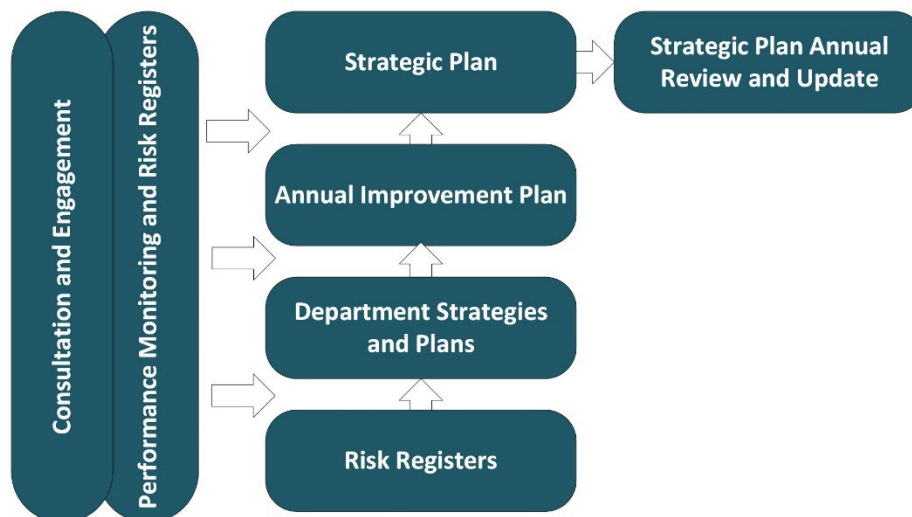 Consultation and Engagement
Performance Monitoring and Risk Registers
Strategic Plan
Strategic Plan Annual
Review and Update
Annual Improvement Plan
Department Strategies
and Plans
Risk Registers